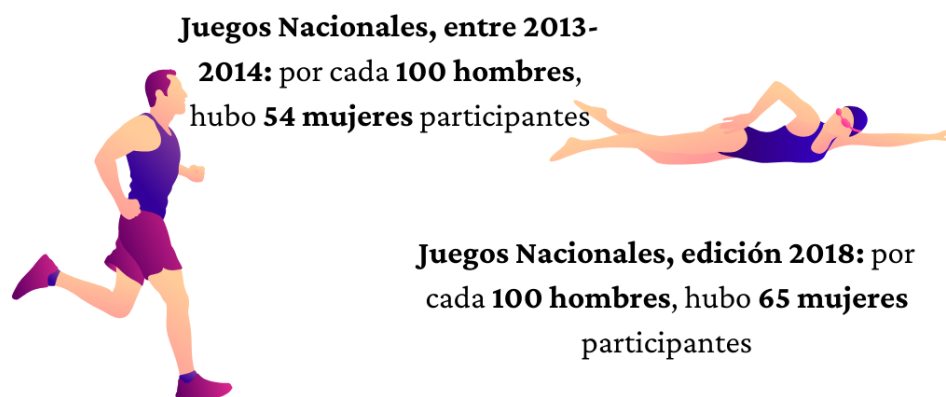 Juegos Nacionales, entre 2013-
2014: por cada 100 hombres,
hubo 54 mujeres participantes
Juegos Nacionales, edición 2018: por
cada 100 hombres, hubo 65 mujeres
participantes